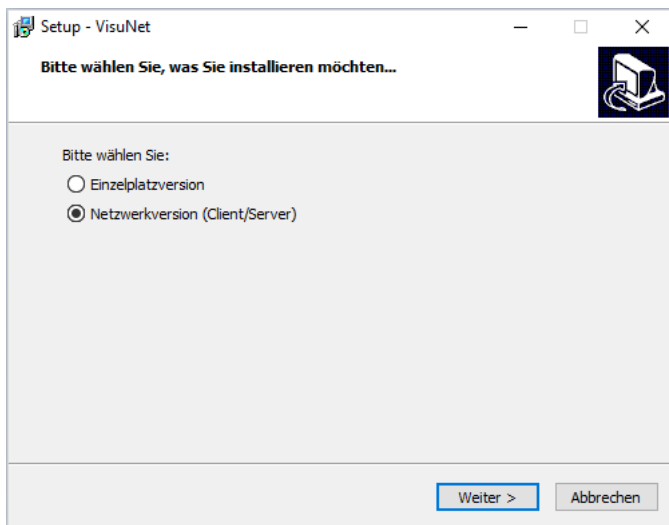 Setup - VisuNet
Bitte wählen Sie, was Sie installieren möchten...
Bitte wählen Sie:
Einzelplatzversion
Netzwerkversion (Client/Server)
Weiter >
Abbrechen